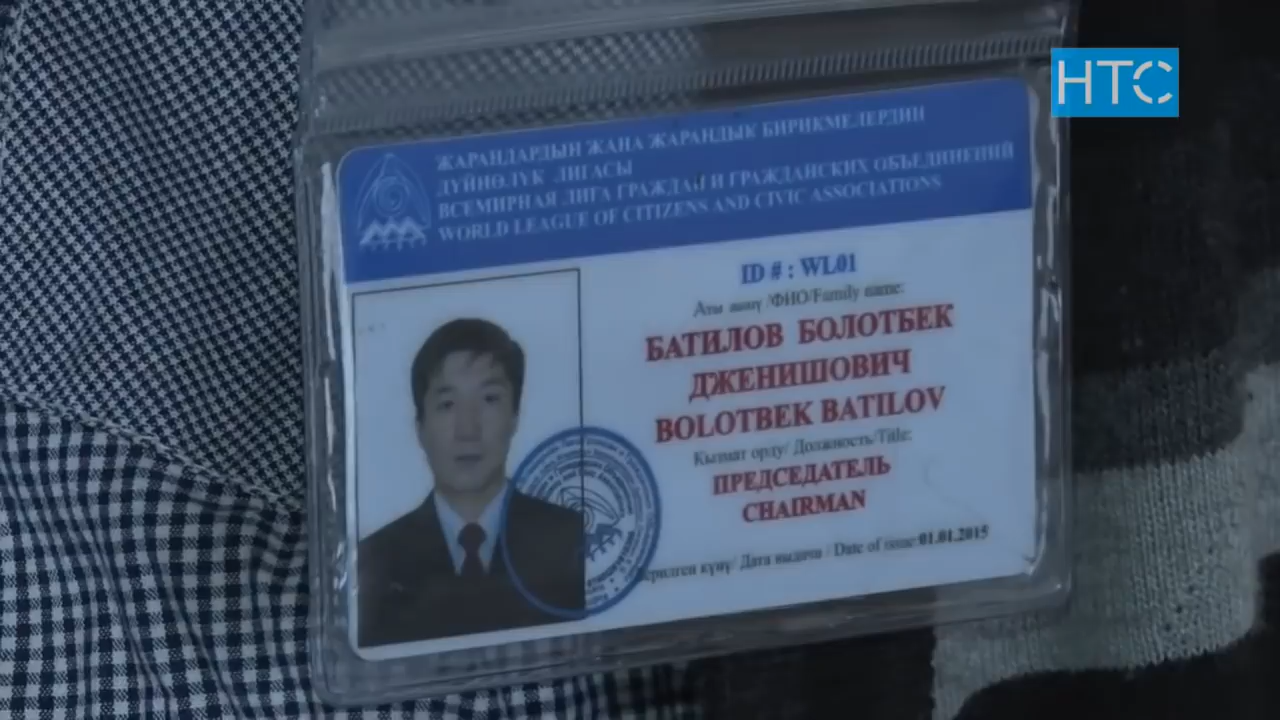 НТС
ЖАРАНДАРДЫН ЖАНА ЖАРАНДЫК БИРИКМЕЛЕРДИН
ДҮЙНӨЛҮК ЛИГАСЫ
ВСЕМИРНАЯ ЛИГА ГРАЖДАН И ГРАЖДАНСКИХ ОБЪЕДИНЕНИЙ
WORLD LEAGUE OF CITIZENS AND CIVIC ASSOCIATIONS
ID # : WL01
Аты жөнү /ФИО/Family name:
БАТИЛОВ БОЛОТБЕК
ДЖЕНИШОВИЧ
BOLOTBEK BATILOV
Кызмат орду/ Должность/Title:
ПРЕДСЕДАТЕЛЬ
CHAIRMAN
күнү/ Дата выдачи / Date of issue:01.01.2015